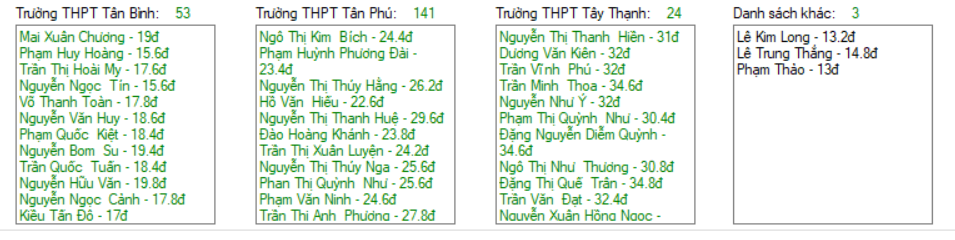 Trường THPT Tân Bình: 53
Mai Xuân Chương - 19đ
Phạm Huy Hoàng - 15.6đ
Trần Thị Hoài My - 17.6đ
Nguyễn Ngọc Tín - 15.6đ
Võ Thanh Toàn - 17.8đ
Nguyễn Văn Huy - 18.6đ
Phạm Quốc Kiệt - 18.4đ
Nguyễn Bom Su - 19.4đ
Trần Quốc Tuấn - 18.4đ
Nguyễn Hữu Văn - 19.8đ
Nguyễn Ngọc Cảnh - 17.8đ
Kiều Tấn Đô - 17đ
Trường THPT Tân Phú: 141
Ngô Thị Kim Bích - 24.4đ
Phạm Huỳnh Phương Đài -
23.4đ
Nguyễn Thị Thúy Hằng - 26.2đ
Hồ Văn Hiếu - 22.6đ
Nguyễn Thị Thanh Huệ - 29.6đ
Đào Hoàng Khánh - 23.8đ
Trần Thị Xuân Luyện - 24.2đ
Nguyễn Thị Thúy Nga - 25.6đ
Phan Thị Quỳnh Như - 25.6đ
Phạm Văn Ninh - 24.6đ
Trần Thị Anh Phương - 27.8đ
Trường THPT Tây Thạnh: 24
Nguyễn Thị Thanh Hiền - 31đ
Dương Văn Kiên - 32đ
Trần Vĩnh Phú - 32đ
Trần Minh Thoa - 34.6đ
Nguyễn Như Ý - 32đ
Phạm Thị Quỳnh Như - 30.4đ
Đặng Nguyễn Diễm Quỳnh -
34.6đ
Ngô Thị Như Thương - 30.8đ
Đặng Thị Quế Trân - 34.8đ
Trần Văn Đạt - 32.4đ
Nguyễn Xuân Hồng Ngọc -
Danh sách khác: 3
Lê Kim Long - 13.2đ
Lê Trung Thắng - 14.8đ
Phạm Thảo - 13đ